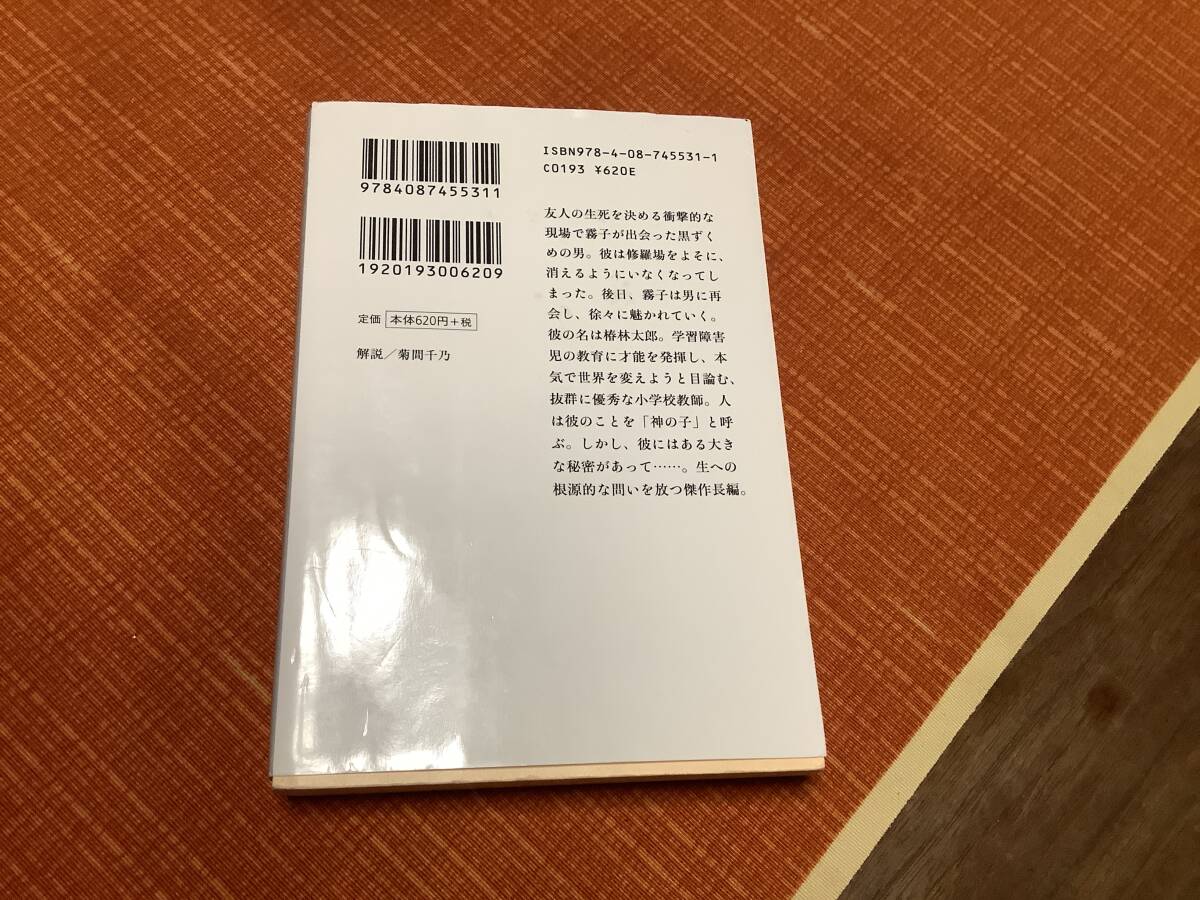 9784087455311
1920193006209
定価 本体620円+税
解説／菊間千乃
ISBN978-4-08-745531-1
C0193 ¥620E
友人の生死を決める衝撃的な
現場で霧子が出会った黒ずく
めの男。彼は修羅場をよそに、
消えるようにいなくなってし
まった。後日、霧子は男に再
会し、徐々に魅かれていく。
彼の名は椿林太郎。学習障害
児の教育に才能を発揮し、本
気で世界を変えようと目論む、
抜群に優秀な小学校教師。人
は彼のことを「神の子」と呼
ぶ。しかし、彼にはある大き
な秘密があって……。生への
根源的な問いを放つ傑作長編。